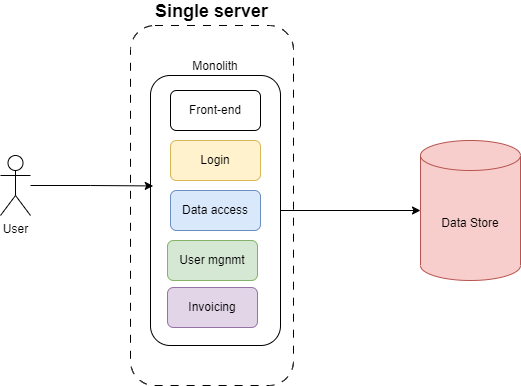 Single server
Monolith
Front-end
Login
Data access
User mgnmt
Invoicing
User
Data Store